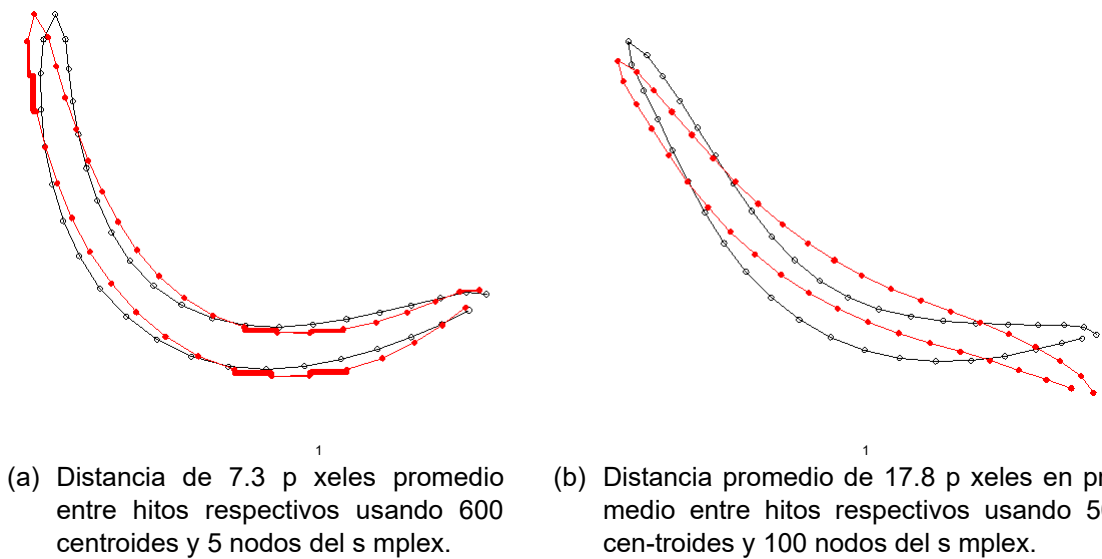 1
(a) Distancia de 7.3 p xeles promedio
entre hitos respectivos usando 600
centroides y 5 nodos del s mplex.
1
(b) Distancia promedio de 17.8 p xeles en pr
medio entre hitos respectivos usando 5
cen-troides y 100 nodos del s mplex.